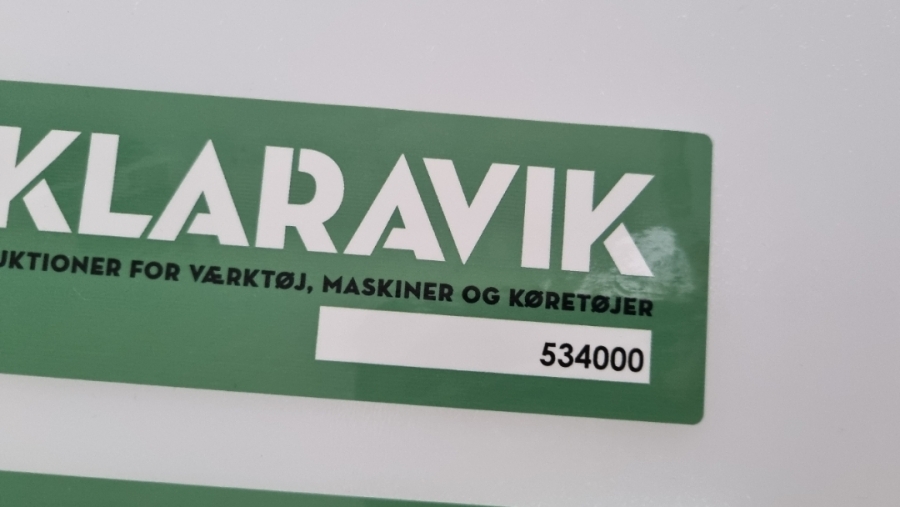 KLARAVIK
UKTIONER FOR VÆRKTØJ, MASKINER OG KØRETØJER
534000